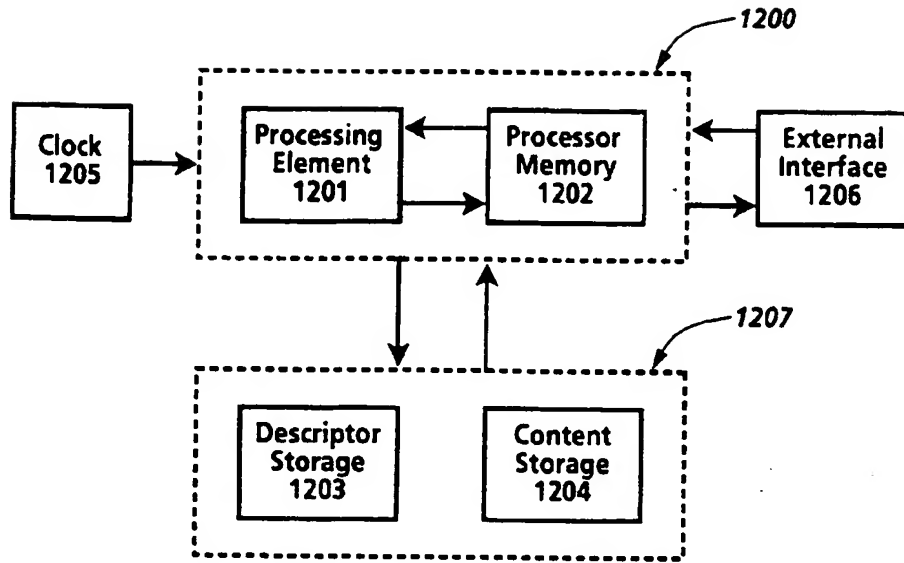 1200
Clock
1205
Processing
Element
1201
Processor
Memory
1202
External
Interface
1206
1207
Descriptor
Storage
1203
Content
Storage
1204